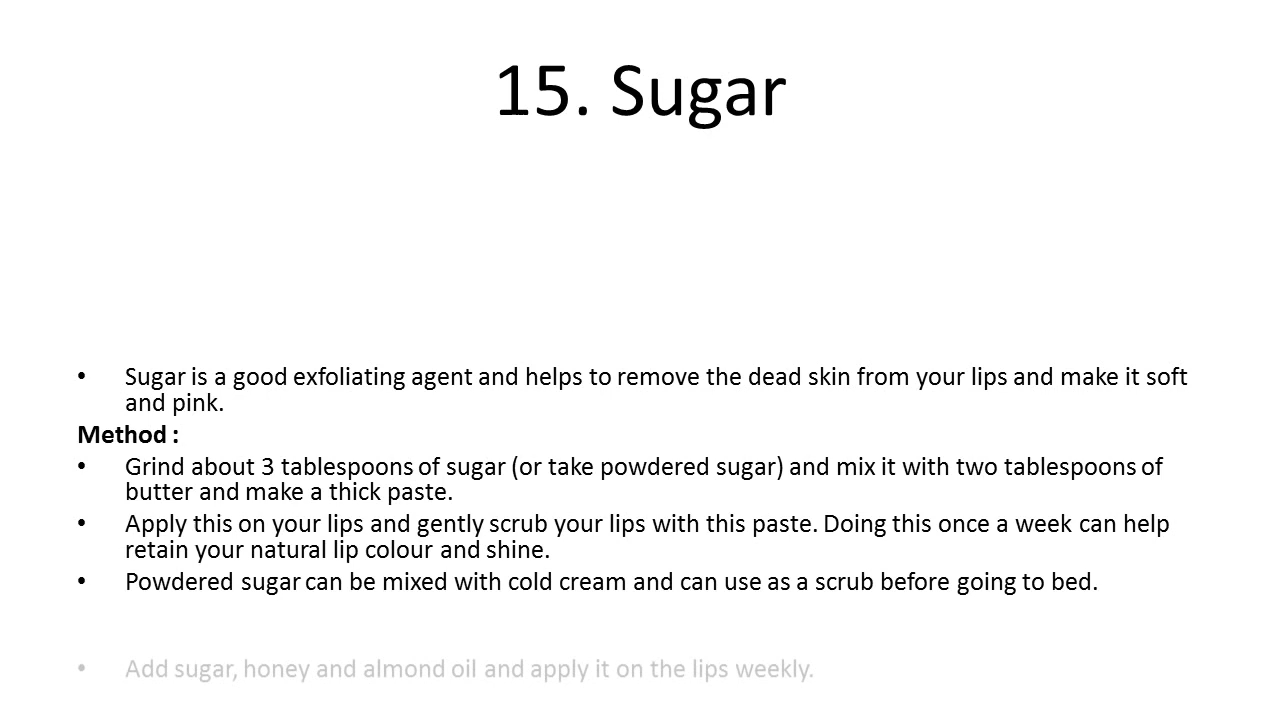 15. Sugar
• Sugar is a good exfoliating agent and helps to remove the dead skin from your lips and make it soft
and pink.
Method :
• Grind about 3 tablespoons of sugar (or take powdered sugar) and mix it with two tablespoons of
butter and make a thick paste.
• Apply this on your lips and gently scrub your lips with this paste. Doing this once a week can help
retain your natural lip colour and shine.
• Powdered sugar can be mixed with cold cream and can use as a scrub before going to bed.
• Add sugar, honey and almond oil and apply it on the lips weekly.